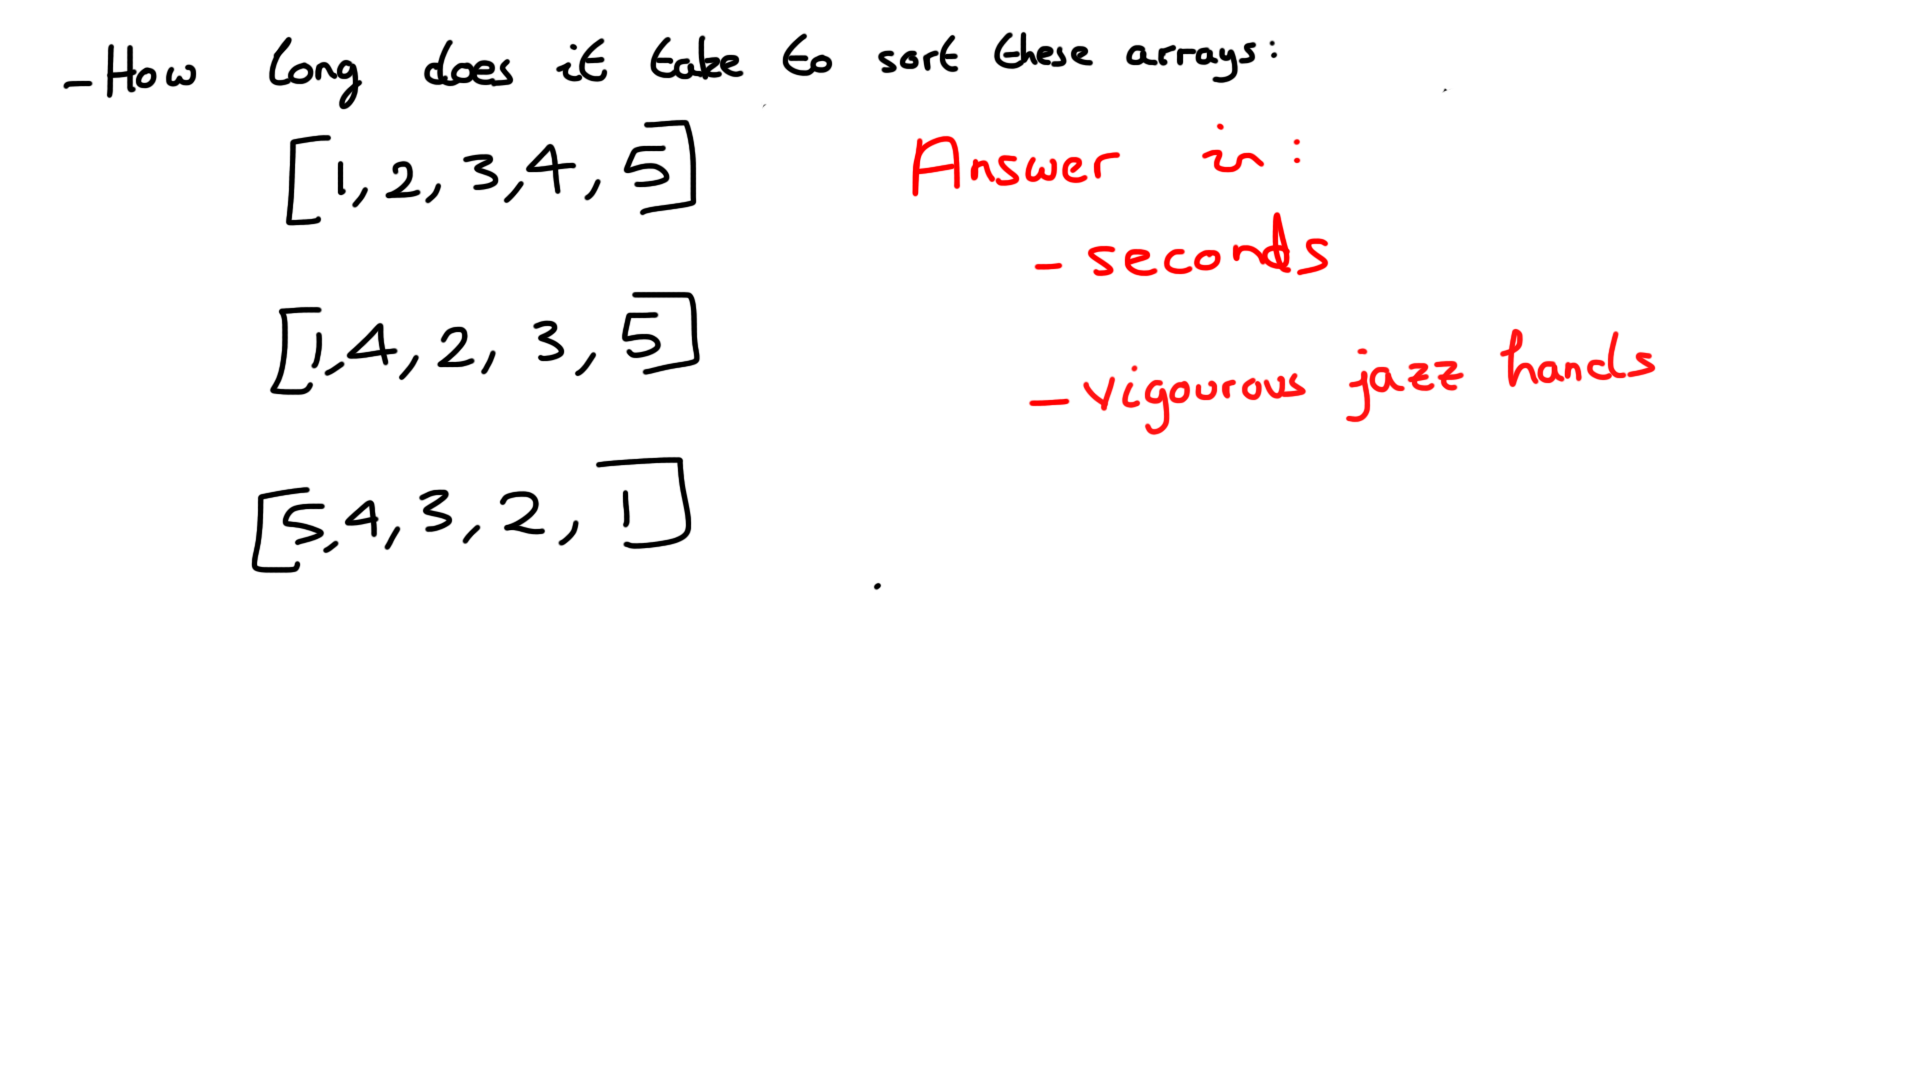 -How long does it take to sort these arrays:
[1, 2, 3, 4, 5]
[1, 4, 2, 3, 5]
[5, 4, 3, 2, 1]
Answer in:
- seconds
- vigourous jazz hands